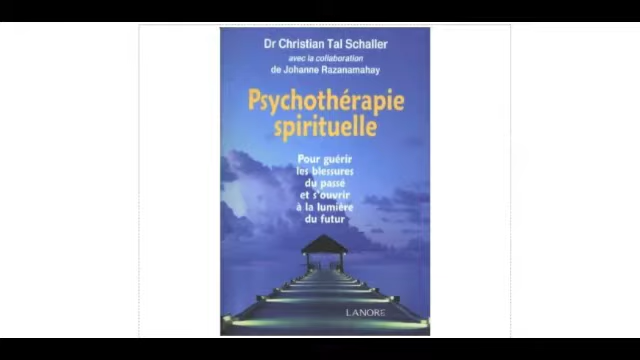 Dr Christian Tal Schaller
avec la collaboration
de Johanne Razanamahay
Psychothérapie
spirituelle
Pour guérir
les blessures
du passé
et s'ouvrir
à la lumière
du futur
LANORE